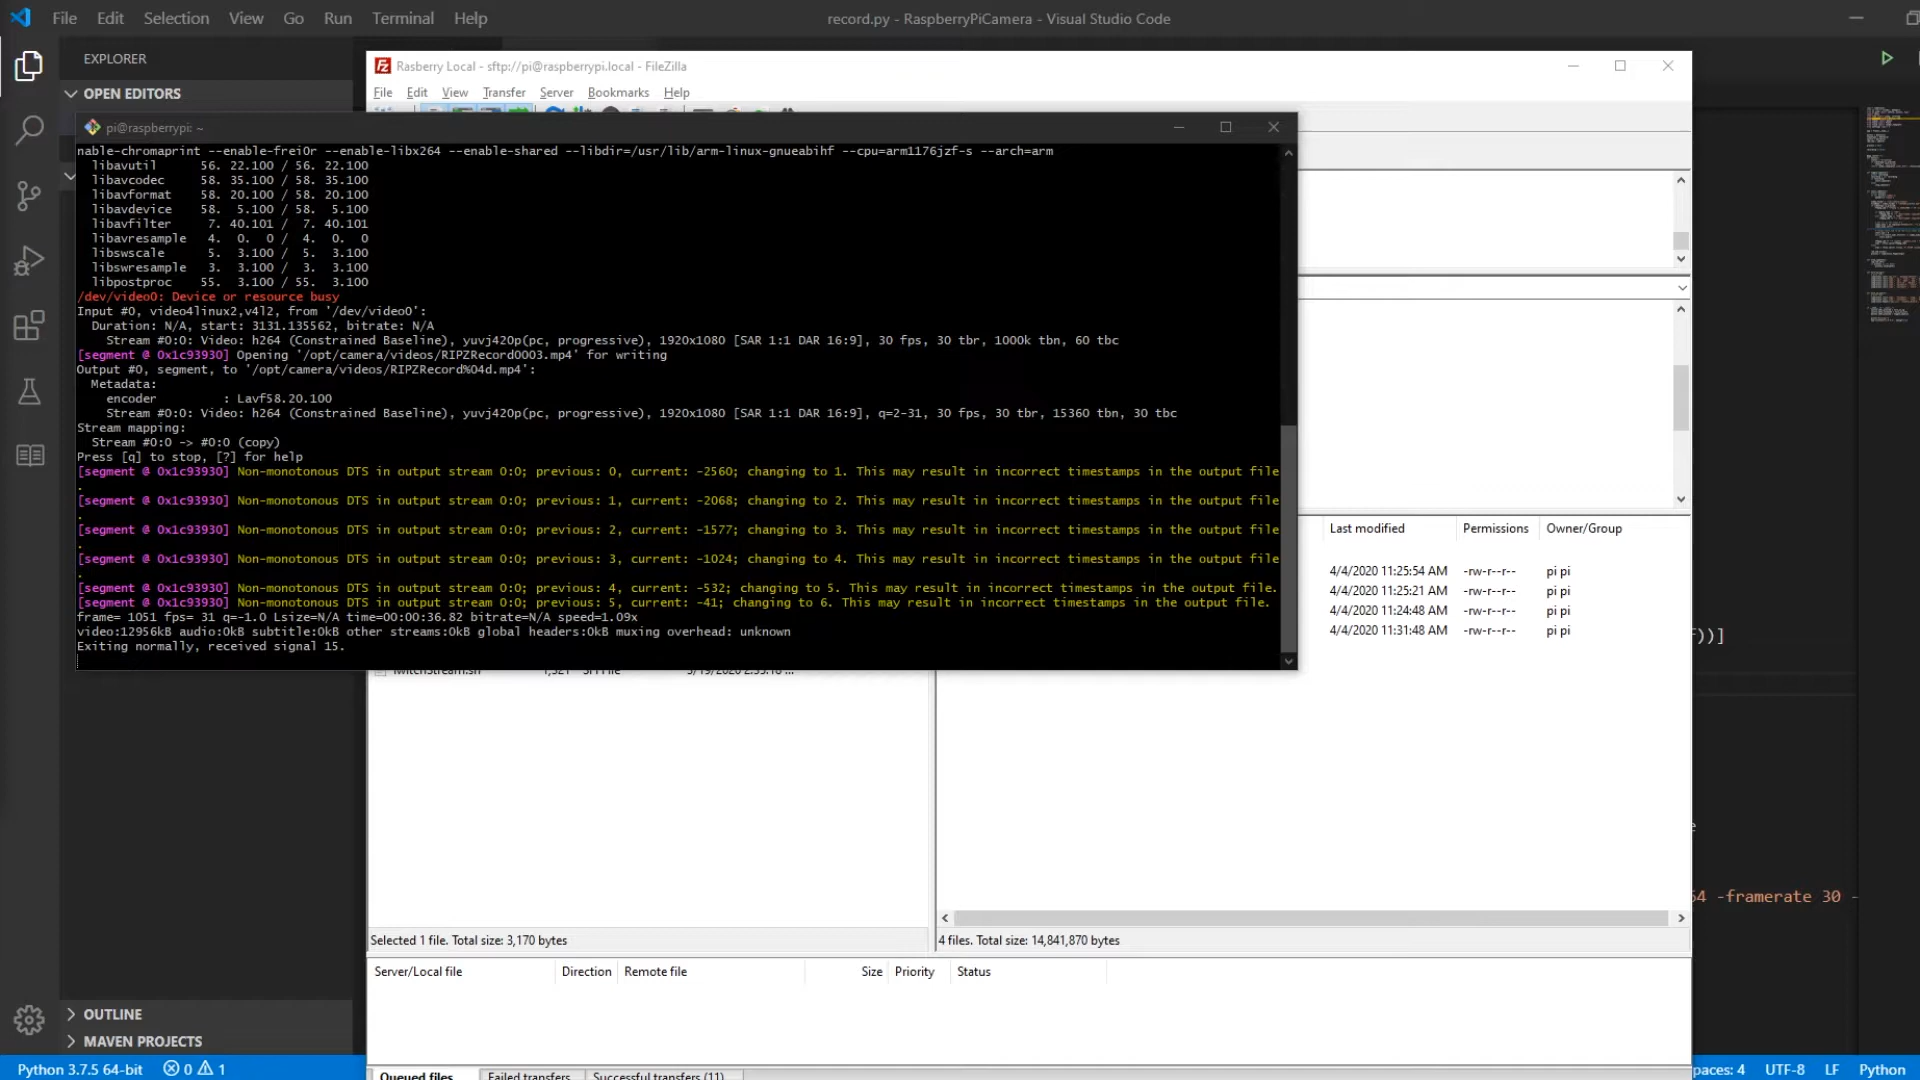 File Edit Selection View Go Run Terminal Help
record.py - RaspberryPiCamera - Visual Studio Code
EXPLORER
OPEN EDITORS
Rasberry Local - sftp://pi@raspberrypi.local - FileZilla
File Edit View Transfer Server Bookmarks Help
pi@raspberrypi: ~
nable-chromaprint --enable-frei0r --enable-libx264 --enable-shared --libdir=/usr/lib/arm-linux-gnueabihf --cpu=arm1176jzf-s --arch=arm
libavutil 56. 22.100 / 56. 22.100
libavcodec 58. 35.100 / 58. 35.100
libavformat 58. 20.100 / 58. 20.100
libavdevice 58. 5.100 / 58. 5.100
libavfilter 7. 40.101 / 7. 40.101
libavresample 4. 0. 0 / 4. 0. 0
libswscale 5. 3.100 / 5. 3.100
libswresample 3. 3.100 / 3. 3.100
libpostproc 55. 3.100 / 55. 3.100
/dev/video0: Device or resource busy
Input #0, video4linux2,v4l2, from '/dev/video0':
Duration: N/A, start: 3131.135562, bitrate: N/A
Stream #0:0: Video: h264 (Constrained Baseline), yuvj420p(pc, progressive), 1920x1080 [SAR 1:1 DAR 16:9], 30 fps, 30 tbr, 1000k tbn, 60 tbc
[segment @ 0x1c93930] Opening '/opt/camera/videos/RIPZRecord0003.mp4' for writing
Output #0, segment, to '/opt/camera/videos/RIPZRecord%04d.mp4':
Metadata:
encoder : Lavf58.20.100
Stream #0:0: Video: h264 (Constrained Baseline), yuvj420p(pc, progressive), 1920x1080 [SAR 1:1 DAR 16:9], q=2-31, 30 fps, 30 tbr, 15360 tbn, 30 tbc
Stream mapping:
Stream #0:0 -> #0:0 (copy)
Press [q] to stop, [?] for help
[segment @ 0x1c93930] Non-monotonous DTS in output stream 0:0; previous: 0, current: -2560; changing to 1. This may result in incorrect timestamps in the output file
.
[segment @ 0x1c93930] Non-monotonous DTS in output stream 0:0; previous: 1, current: -2068; changing to 2. This may result in incorrect timestamps in the output file
.
[segment @ 0x1c93930] Non-monotonous DTS in output stream 0:0; previous: 2, current: -1577; changing to 3. This may result in incorrect timestamps in the output file
.
[segment @ 0x1c93930] Non-monotonous DTS in output stream 0:0; previous: 3, current: -1024; changing to 4. This may result in incorrect timestamps in the output file
.
[segment @ 0x1c93930] Non-monotonous DTS in output stream 0:0; previous: 4, current: -532; changing to 5. This may result in incorrect timestamps in the output file.
[segment @ 0x1c93930] Non-monotonous DTS in output stream 0:0; previous: 5, current: -41; changing to 6. This may result in incorrect timestamps in the output file.
frame= 1051 fps= 31 q=-1.0 Lsize=N/A time=00:00:36.82 bitrate=N/A speed=1.09x
video:12956kB audio:0kB subtitle:0kB other streams:0kB global headers:0kB muxing overhead: unknown
Exiting normally, received signal 15.
Last modified Permissions Owner/Group
4/4/2020 11:25:54 AM -rw-r--r-- pi pi
4/4/2020 11:25:21 AM -rw-r--r-- pi pi
4/4/2020 11:24:48 AM -rw-r--r-- pi pi
4/4/2020 11:31:48 AM -rw-r--r-- pi pi
))]
e
64 -framerate 30 -
Selected 1 file. Total size: 3,170 bytes
4 files. Total size: 14,841,870 bytes
Server/Local file Direction Remote file Size Priority Status
OUTLINE
MAVEN PROJECTS
Queued files Failed transfers Successful transfers (11)
Python 3.7.5 64-bit 0 1
paces: 4 UTF-8 LF Python